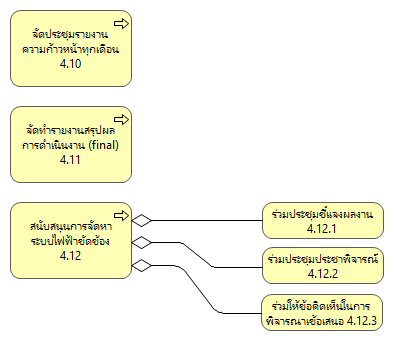 จัดประชุมรายงาน
ความก้าวหน้าทุกเดือน
4.10
จัดทำรายงานสรุปผล
การดำเนินงาน (final)
4.11
สนับสนุนการจัดหา
ระบบไฟฟ้าขัดข้อง
4.12
ร่วมประชุมชี้แจงผลงาน
4.12.1
ร่วมประชุมประชาพิจารณ์
4.12.2
ร่วมให้ข้อคิดเห็นในการ
พิจารณาเข้อเสนอ 4.12.3